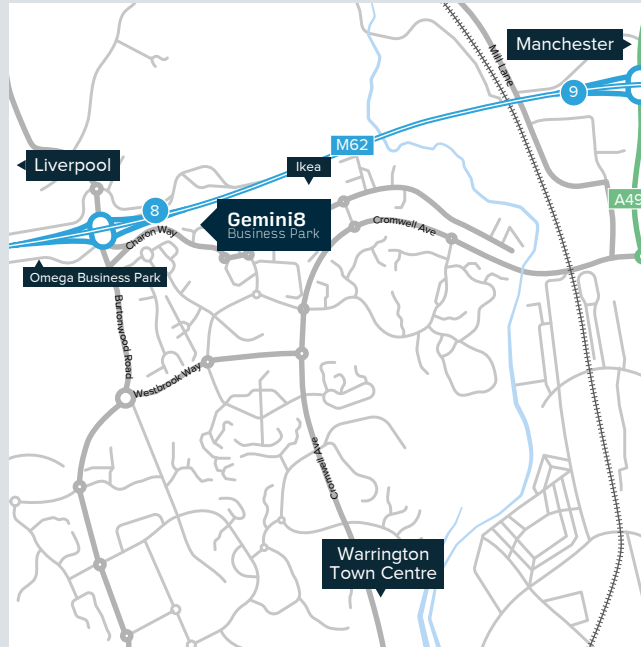 Manchester
Mill Lane
9
M62
Ikea
Liverpool
A49
8
Gemini8
Business Park
Cromwell Ave
Charon Way
Omega Business Park
Burtonwood Road
Westbrook Way
Cromwell Ave
Warrington
Town Centre